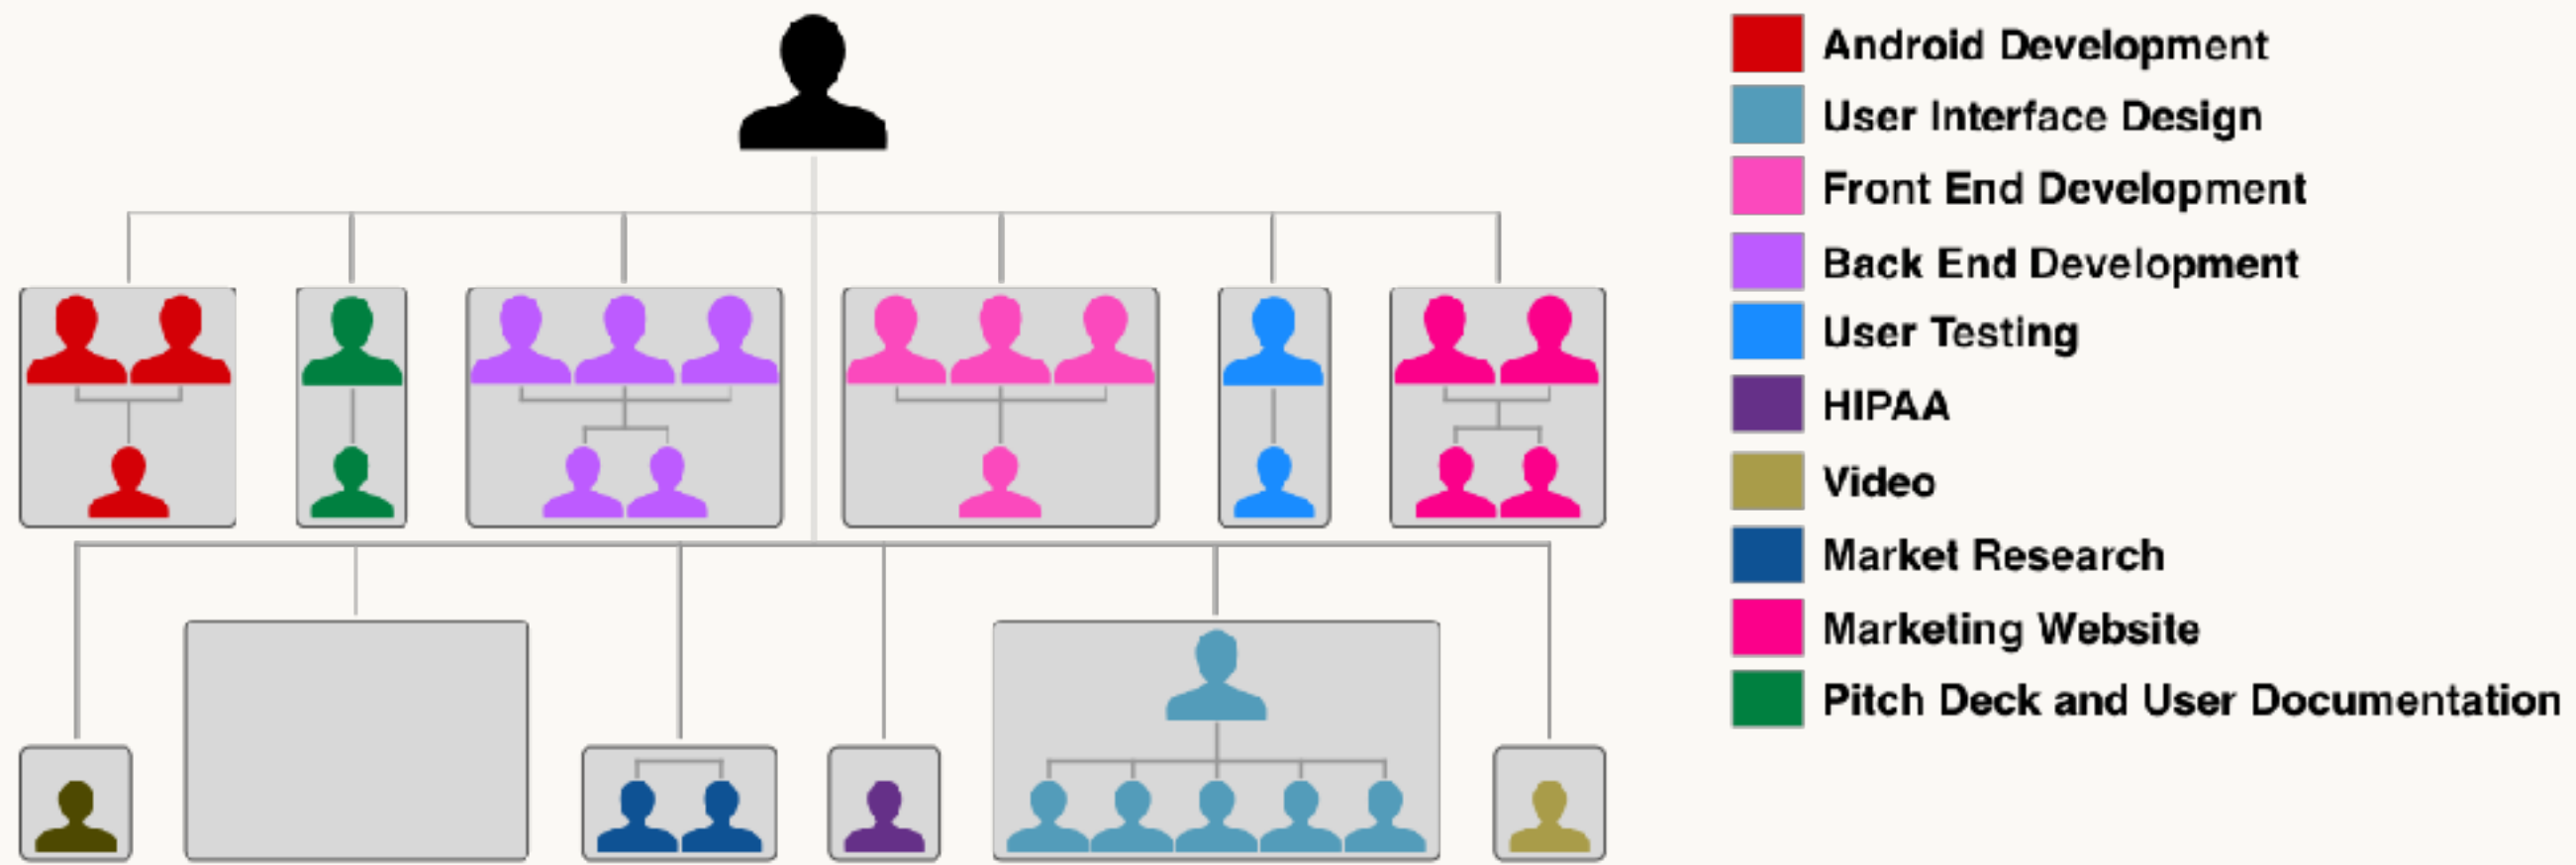 Android Development
User Interface Design
Front End Development
Back End Development
User Testing
HIPAA
Video
Market Research
Marketing Website
Pitch Deck and User Documentation